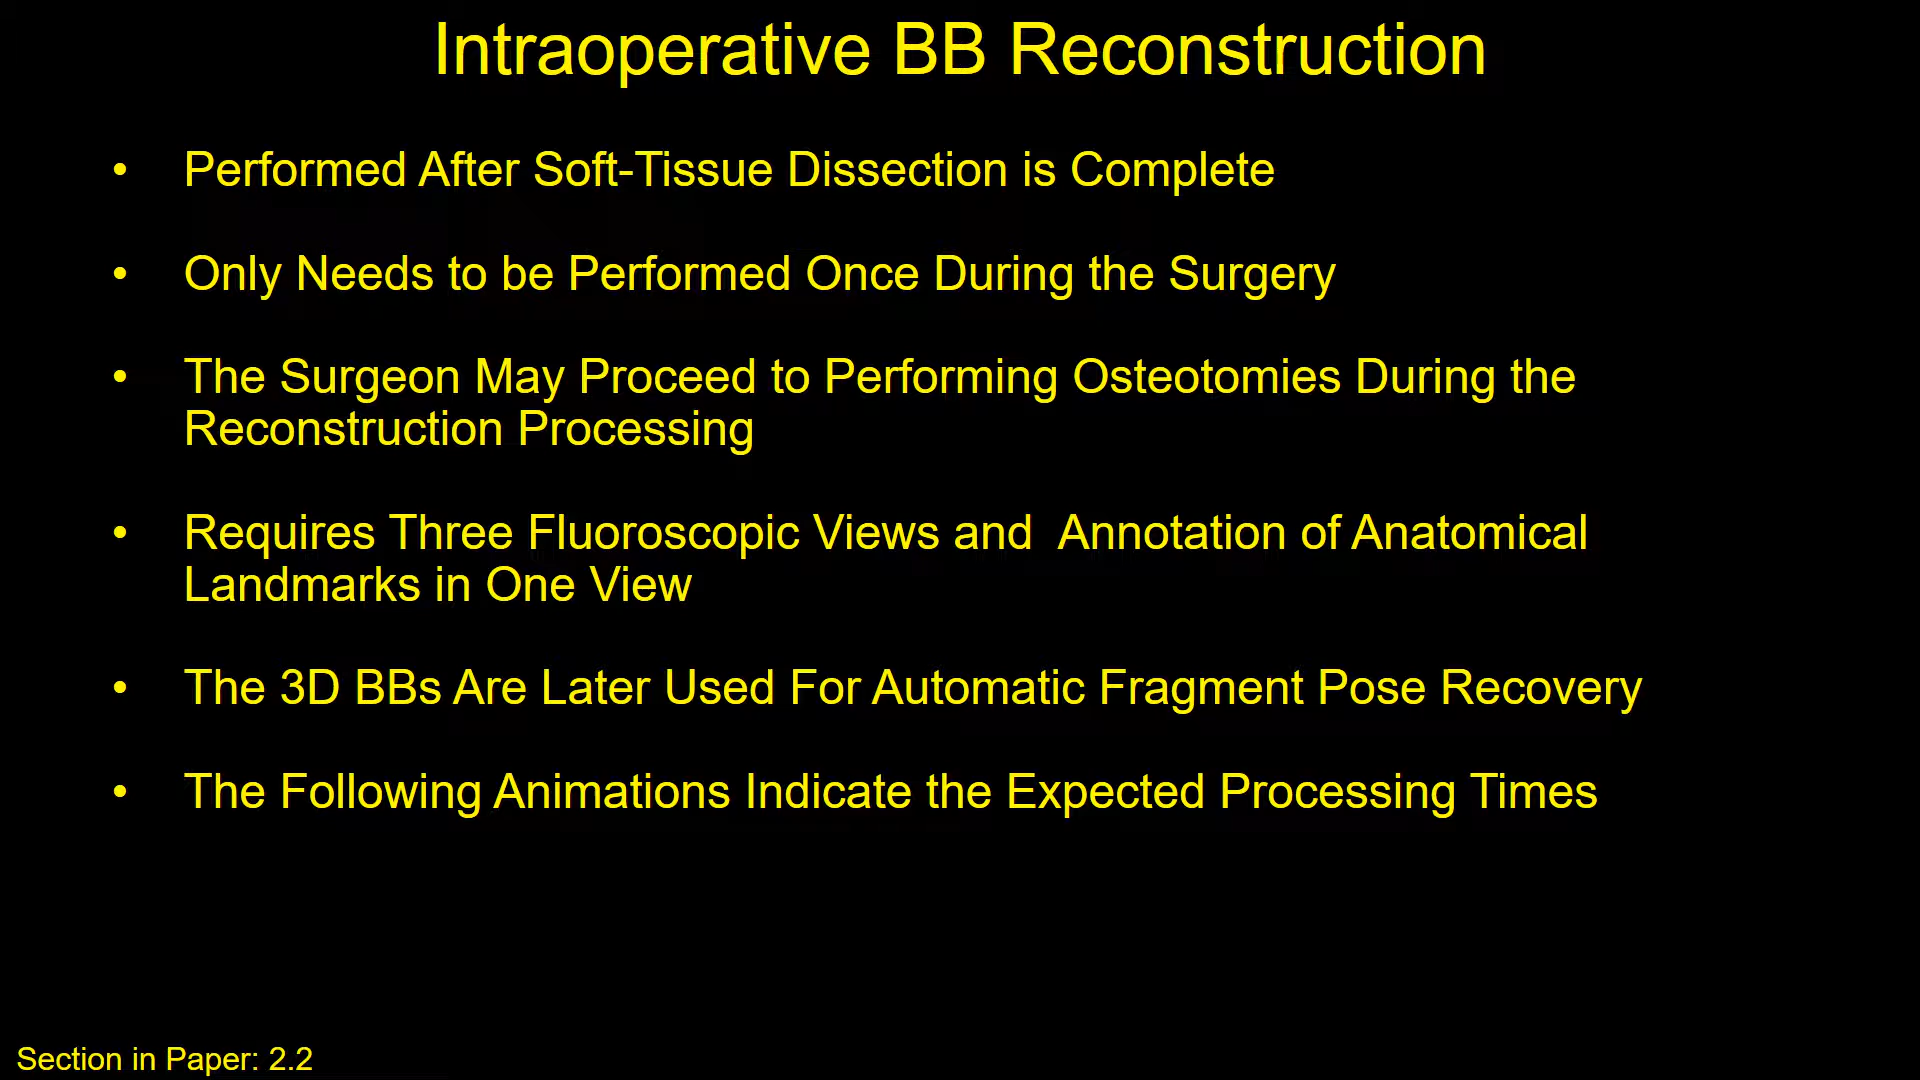 Intraoperative BB Reconstruction
• Performed After Soft-Tissue Dissection is Complete
• Only Needs to be Performed Once During the Surgery
• The Surgeon May Proceed to Performing Osteotomies During the
Reconstruction Processing
• Requires Three Fluoroscopic Views and  Annotation of Anatomical
Landmarks in One View
• The 3D BBs Are Later Used For Automatic Fragment Pose Recovery
• The Following Animations Indicate the Expected Processing Times
Section in Paper: 2.2